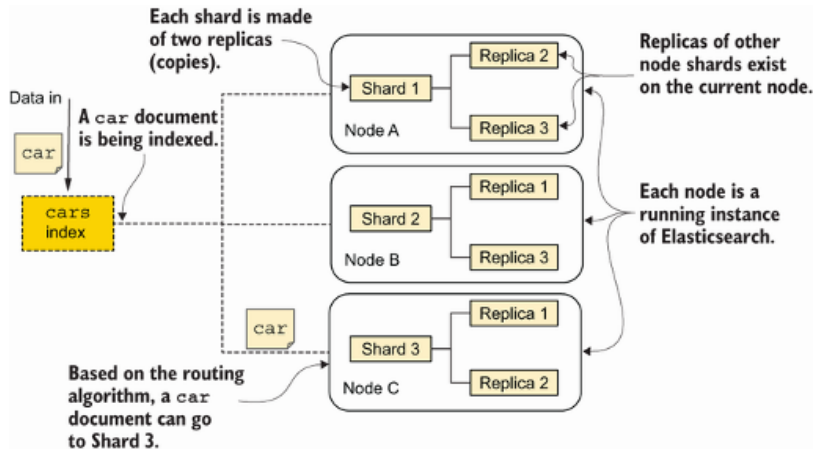 Each shard is made
of two replicas
(copies).
Replicas of other
node shards exist
on the current node.
Data in
A car document
is being indexed.
car
cars
index
Shard 1
Replica 2
Replica 3
Node A
Shard 2
Replica 1
Replica 3
Node B
Each node is a
running instance
of Elasticsearch.
car
Shard 3
Replica 1
Replica 2
Node C
Based on the routing
algorithm, a car
document can go
to Shard 3.